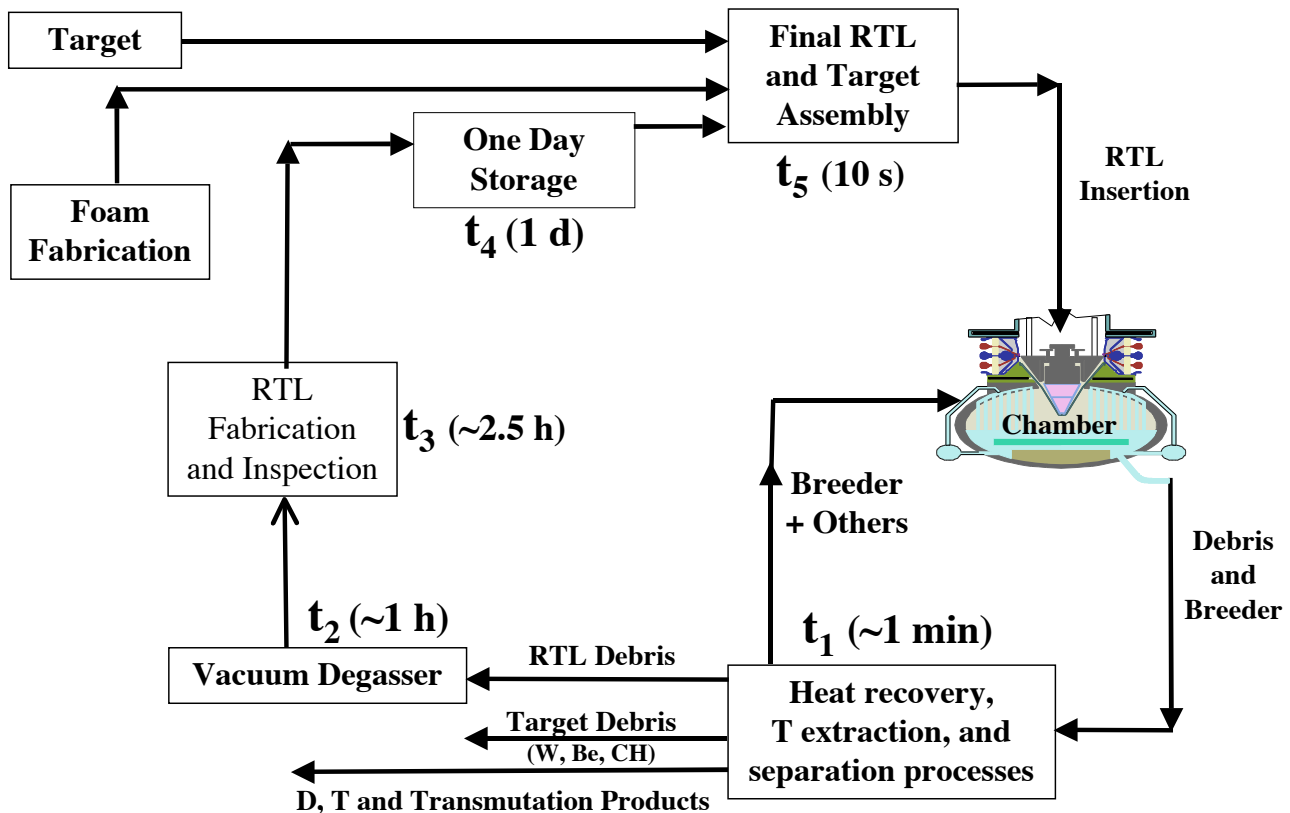 Target
Final RTL
and Target
Assembly
t5 (10 s)
One Day
Storage
t4 (1 d)
RTL
Insertion
Foam
Fabrication
RTL
Fabrication
and Inspection
t3 (~2.5 h)
Chamber
Breeder
+ Others
Debris
and
Breeder
t2 (~1 h)
t1 (~1 min)
Vacuum Degasser
RTL Debris
Heat recovery,
T extraction, and
separation processes
Target Debris
(W, Be, CH)
D, T and Transmutation Products